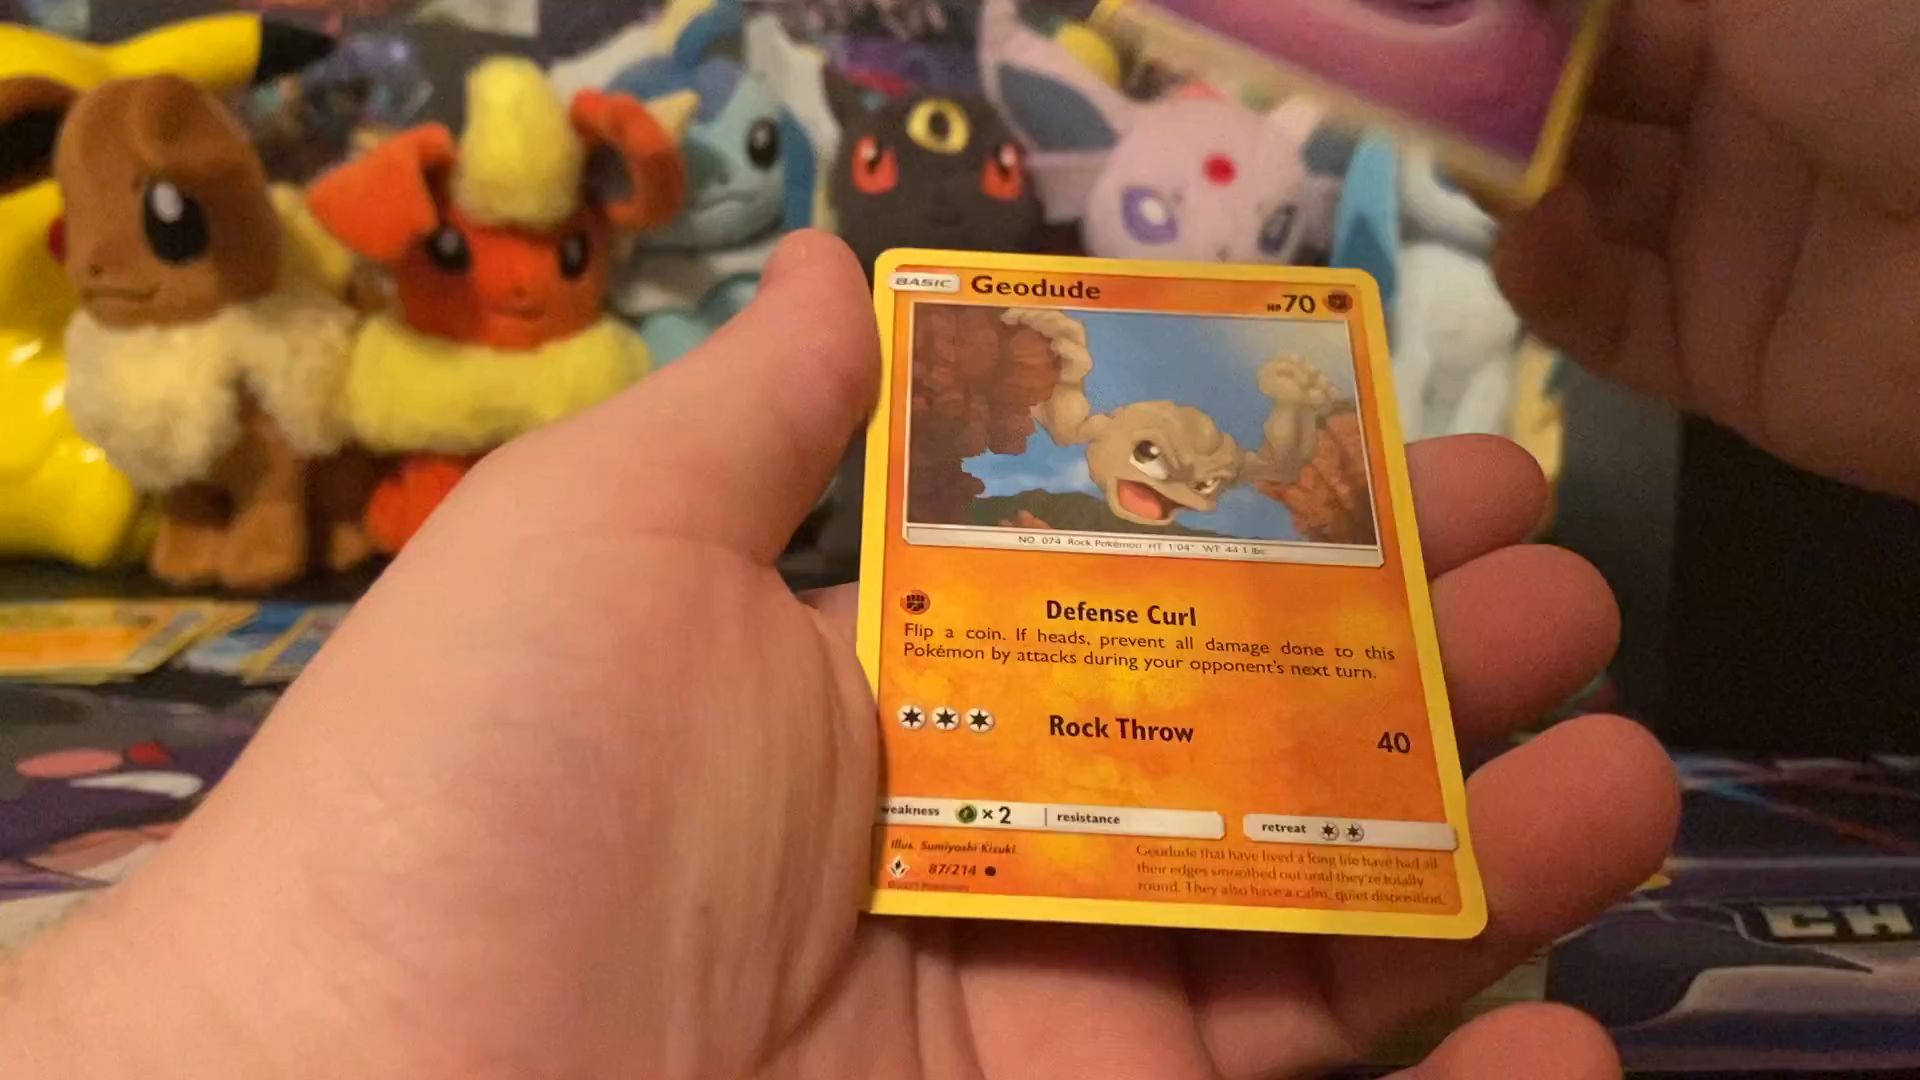 BASIC Geodude HP 70
NO. 074 Rock Pokémon HT: 1'04" WT: 44.1 lbs.
Defense Curl
Flip a coin. If heads, prevent all damage done to this
Pokémon by attacks during your opponent's next turn.
Rock Throw 40
weakness ×2 resistance retreat
Illus. Sumiyoshi Kizuki
87/214
Geodude that have lived a long life have had all
their edges smoothed out until they're totally
round. They also have a calm, quiet disposition.
CH